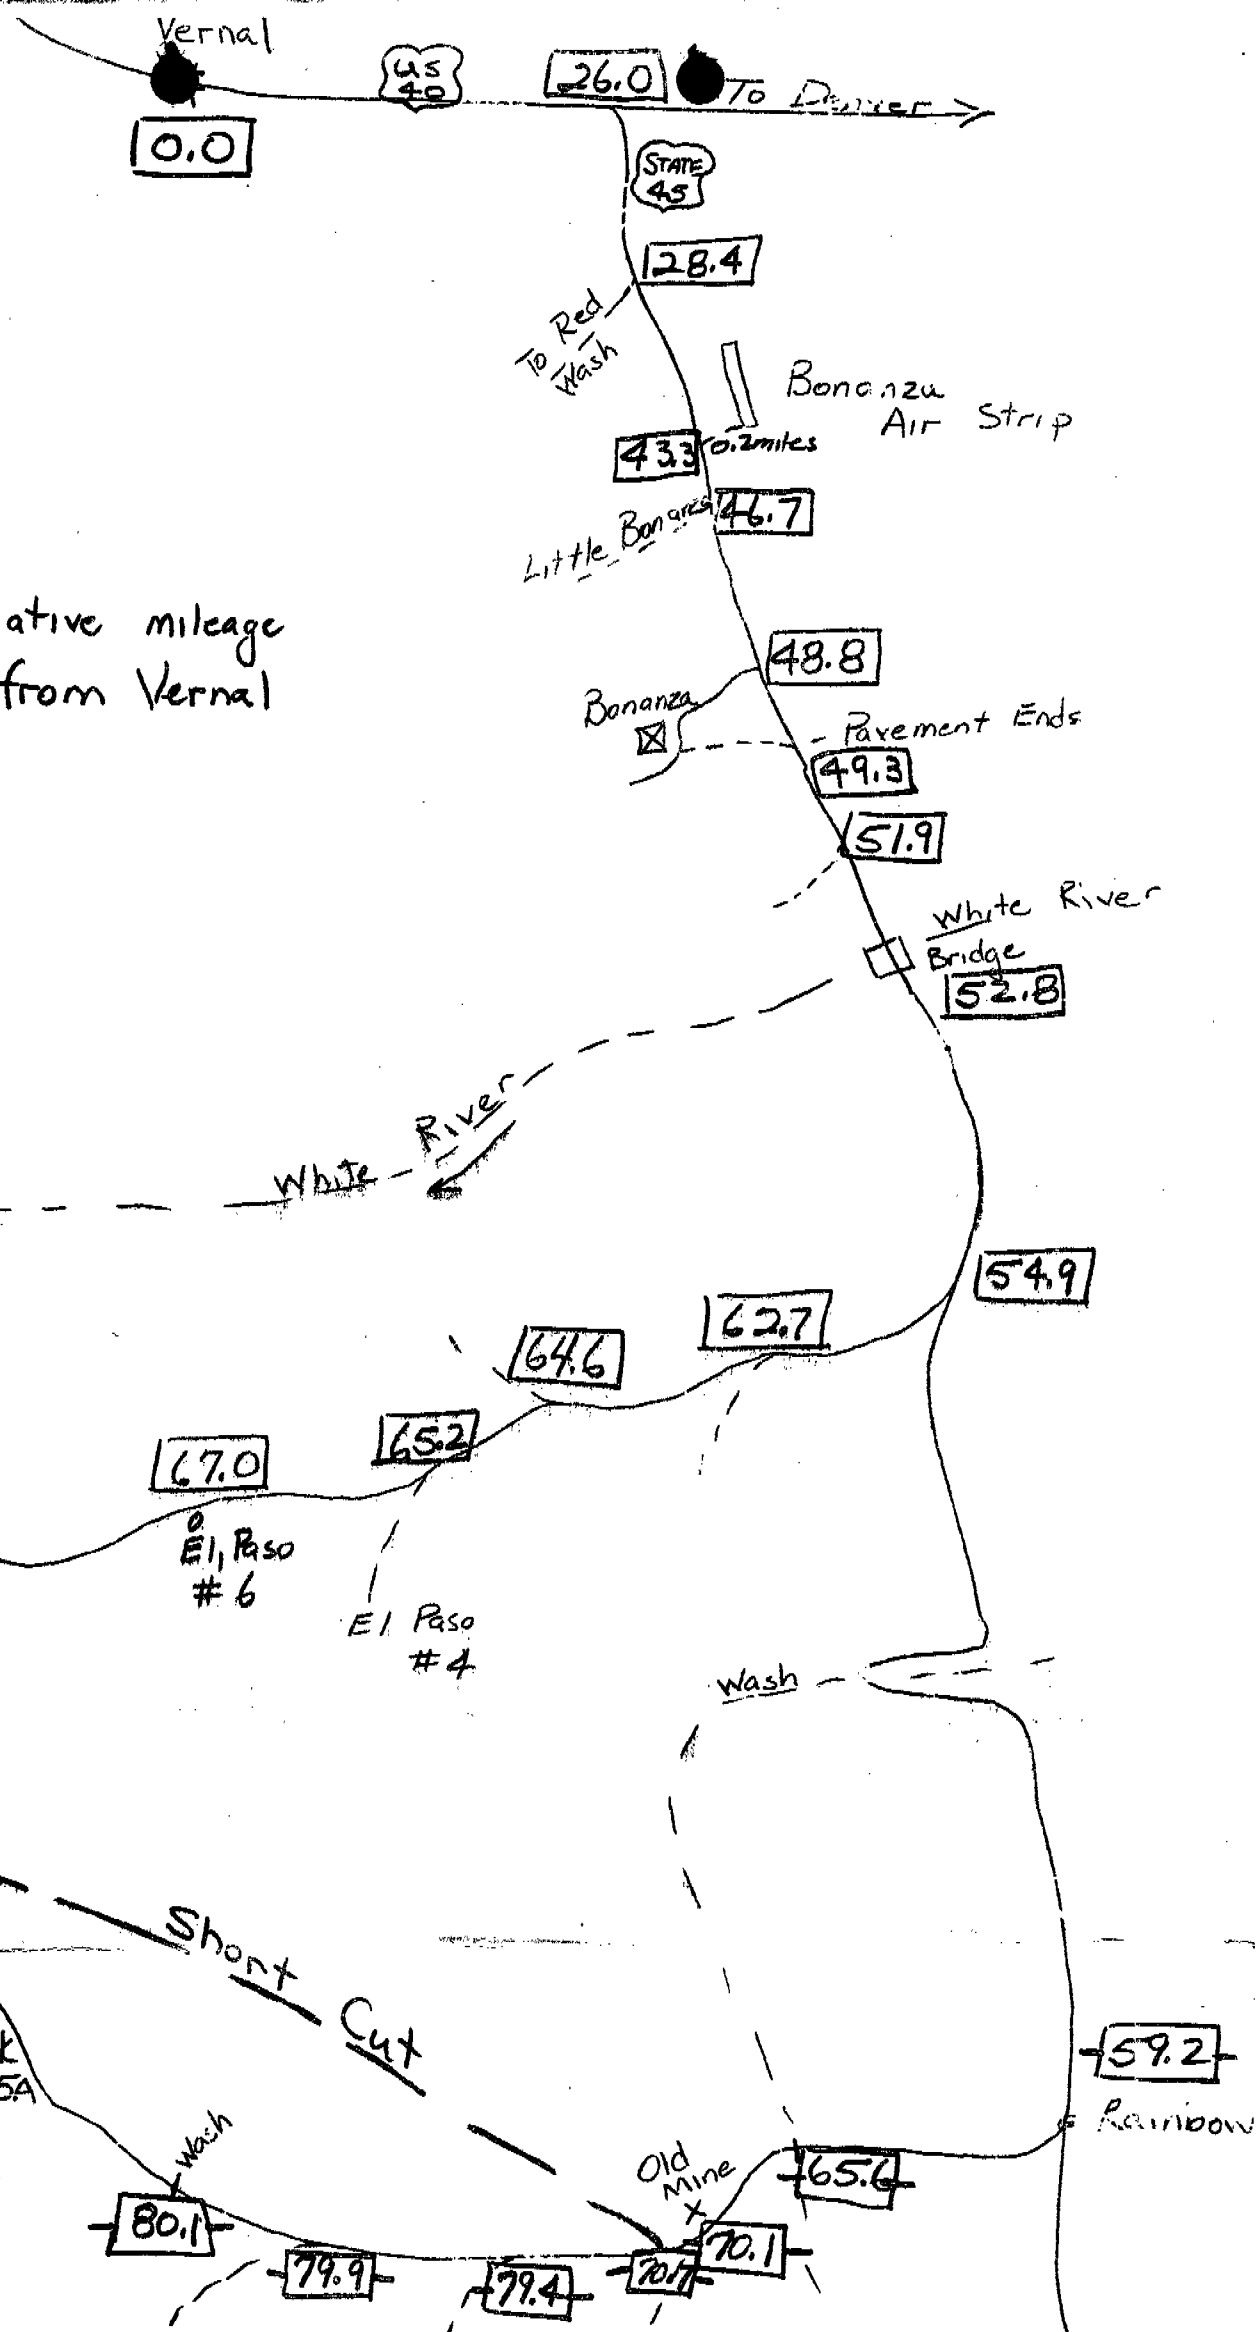 Vernal
US
40
26.0
To Denver
0.0
STATE
45
28.4
To Red
Wash
Bonanza
Air Strip
43.3
0.2miles
46.7
Little Bonanza
ative mileage
from Vernal
48.8
Bonanza
Pavement Ends
49.3
51.9
White River
Bridge
52.8
River
White
54.9
62.7
64.6
65.2
67.0
El Paso
# 6
El Paso
# 4
Wash
Short
Cut
59.2
5A
Rainbow
Wash
Old
Mine
65.6
80.1
70.1
79.9
79.4
70.7